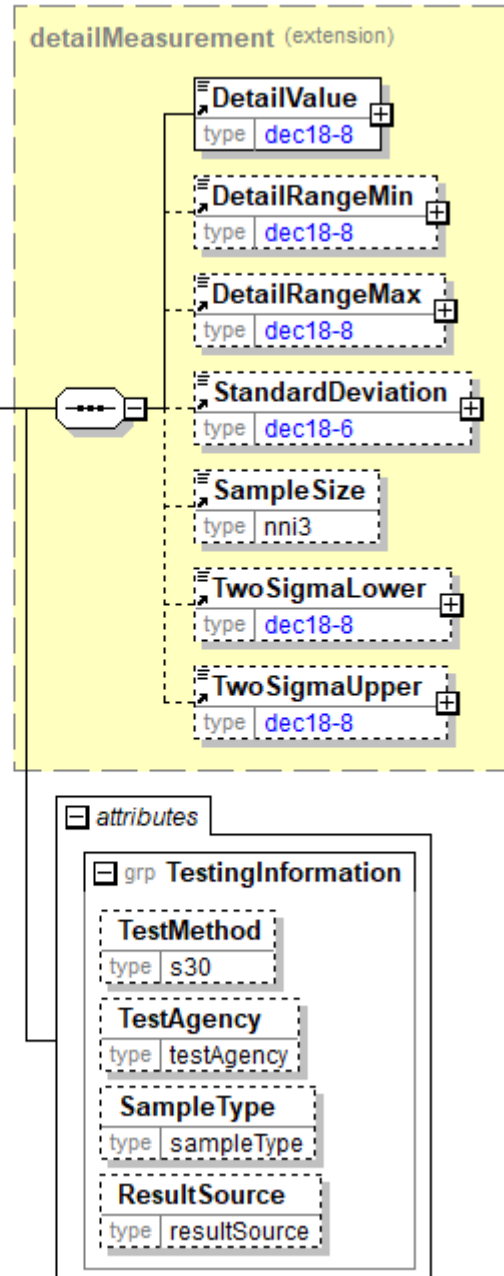 detailMeasurement (extension)
DetailValue
type dec18-8
DetailRangeMin
type dec18-8
DetailRangeMax
type dec18-8
StandardDeviation
type dec18-6
SampleSize
type nni3
TwoSigmaLower
type dec18-8
TwoSigmaUpper
type dec18-8
attributes
grp TestingInformation
TestMethod
type s30
TestAgency
type testAgency
SampleType
type sampleType
ResultSource
type resultSource